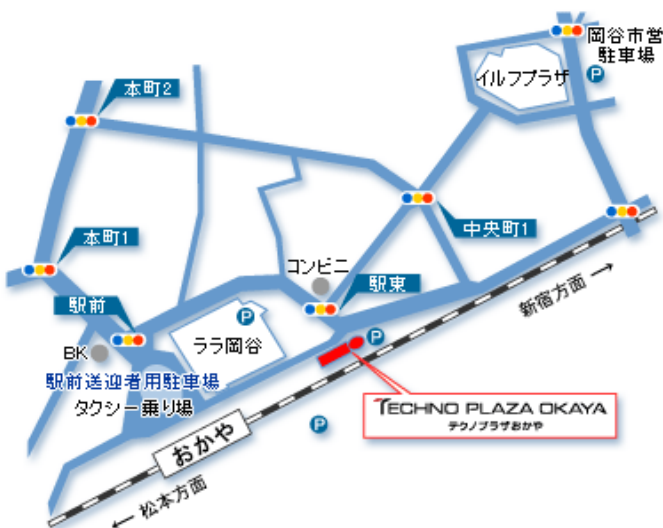 岡谷市営
駐車場
P
イルフプラザ
本町2
中央町1
本町1
コンビニ
駅東
新宿方面
駅前
P
ララ岡谷
P
BK
駅前送迎者用駐車場
タクシー乗り場
TECHNO PLAZA OKAYA
テクノプラザおかや
P
おかや
松本方面